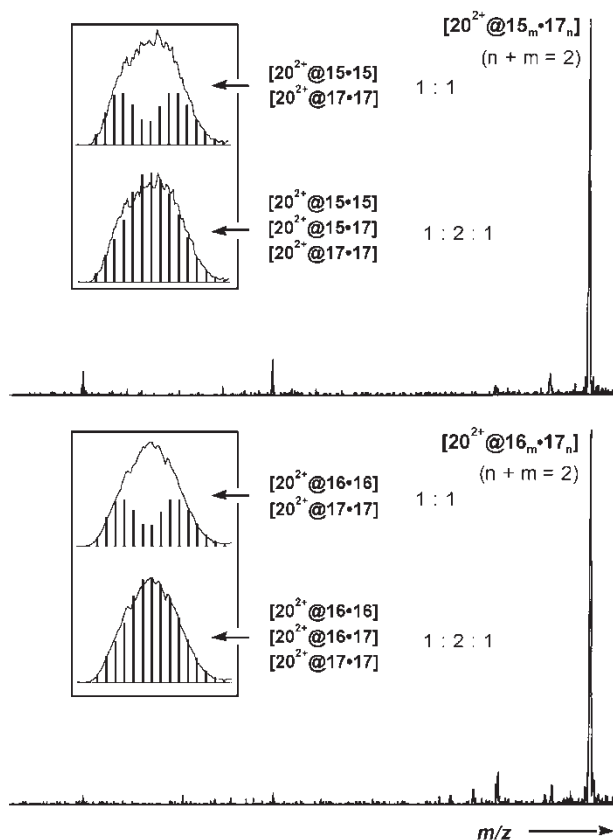 [20²⁺@15ₘ•17ₙ]
(n + m = 2)
[20²⁺@15•15]
[20²⁺@17•17]
1 : 1
[20²⁺@15•15]
[20²⁺@15•17]
[20²⁺@17•17]
1 : 2 : 1
[20²⁺@16ₘ•17ₙ]
(n + m = 2)
[20²⁺@16•16]
[20²⁺@17•17]
1 : 1
[20²⁺@16•16]
[20²⁺@16•17]
[20²⁺@17•17]
1 : 2 : 1
m/z